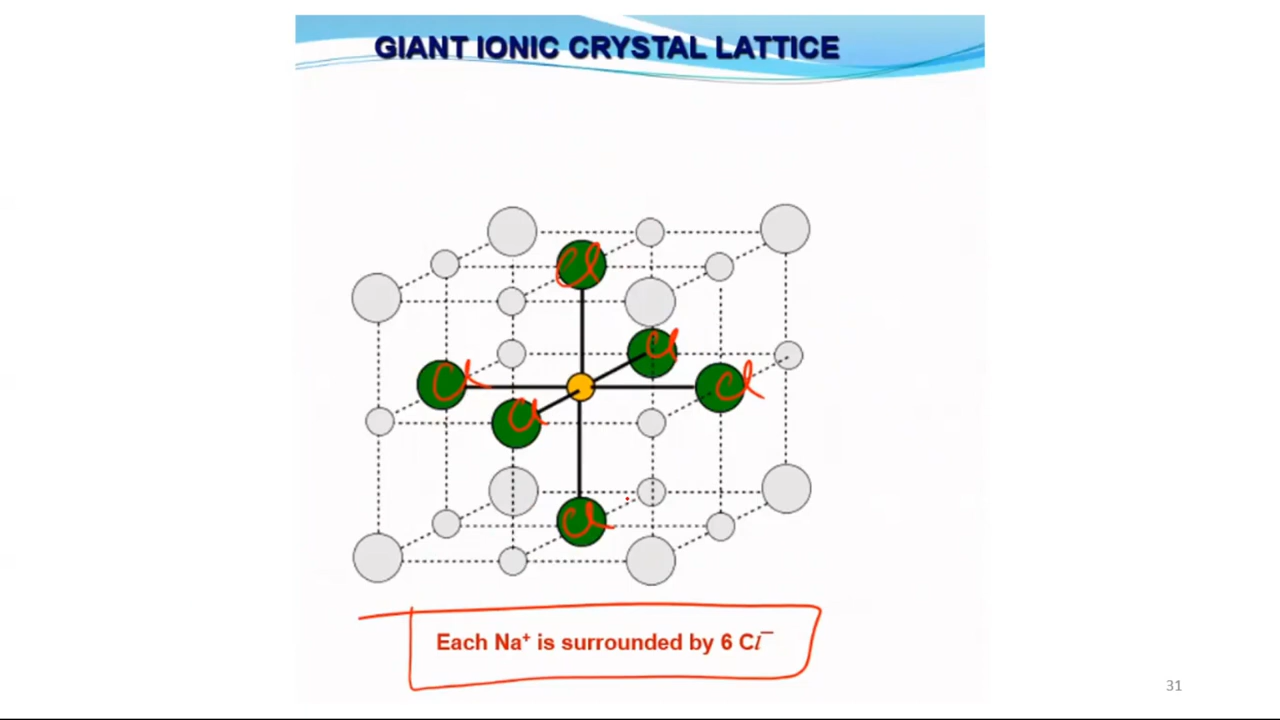 GIANT IONIC CRYSTAL LATTICE
Cl
Cl
Cl
Cl
Cl
Cl
Each Na⁺ is surrounded by 6 Cl⁻
31